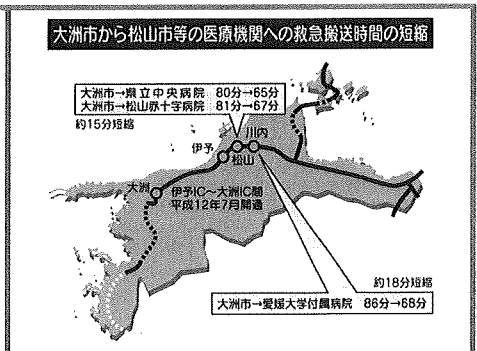 大洲市から松山市等の医療機関への救急搬送時間の短縮
大洲市→県立中央病院 80分→65分
大洲市→松山赤十字病院 81分→67分
約15分短縮
川内
伊予
松山
大洲
伊予IC～大洲IC間
平成12年7月開通
約18分短縮
大洲市→愛媛大学付属病院 86分→68分